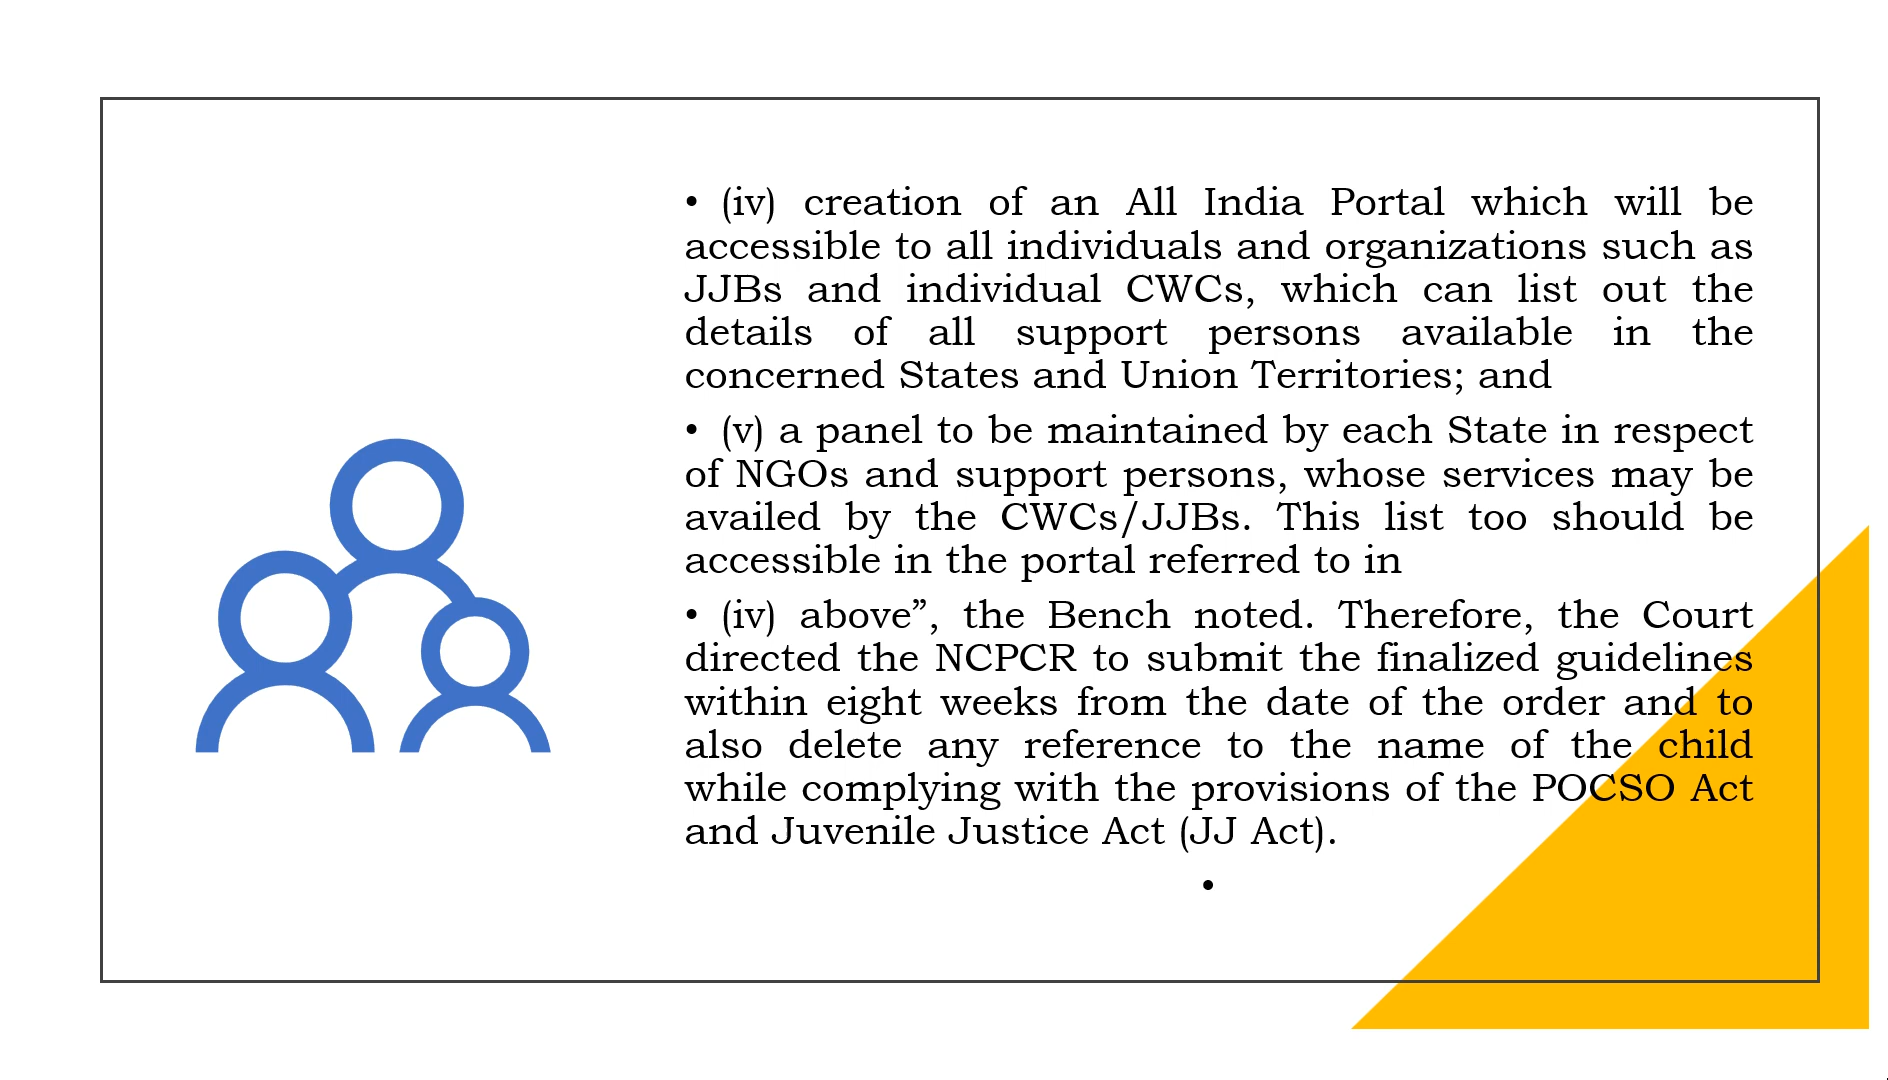 • (iv) creation of an All India Portal which will be
accessible to all individuals and organizations such as
JJBs and individual CWCs, which can list out the
details of all support persons available in the
concerned States and Union Territories; and
• (v) a panel to be maintained by each State in respect
of NGOs and support persons, whose services may be
availed by the CWCs/JJBs. This list too should be
accessible in the portal referred to in
• (iv) above”, the Bench noted. Therefore, the Court
directed the NCPCR to submit the finalized guidelines
within eight weeks from the date of the order and to
also delete any reference to the name of the child
while complying with the provisions of the POCSO Act
and Juvenile Justice Act (JJ Act).
•